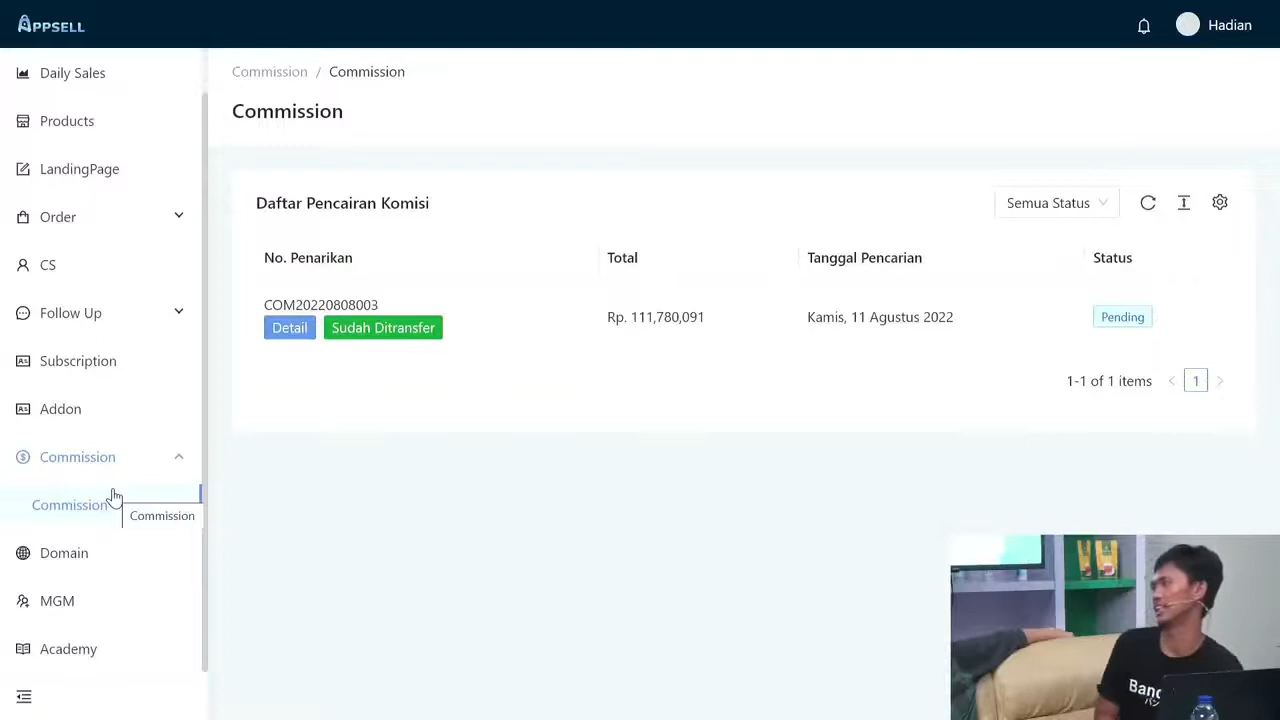 APPSELL
Hadian
Daily Sales
Products
LandingPage
Order
CS
Follow Up
Subscription
Addon
Commission
Commission
Commission
Domain
MGM
Academy
Commission / Commission
Commission
Daftar Pencairan Komisi
Semua Status
No. Penarikan Total Tanggal Pencarian Status
COM20220808003
Detail Sudah Ditransfer
Rp. 111,780,091 Kamis, 11 Agustus 2022 Pending
1-1 of 1 items < 1 >